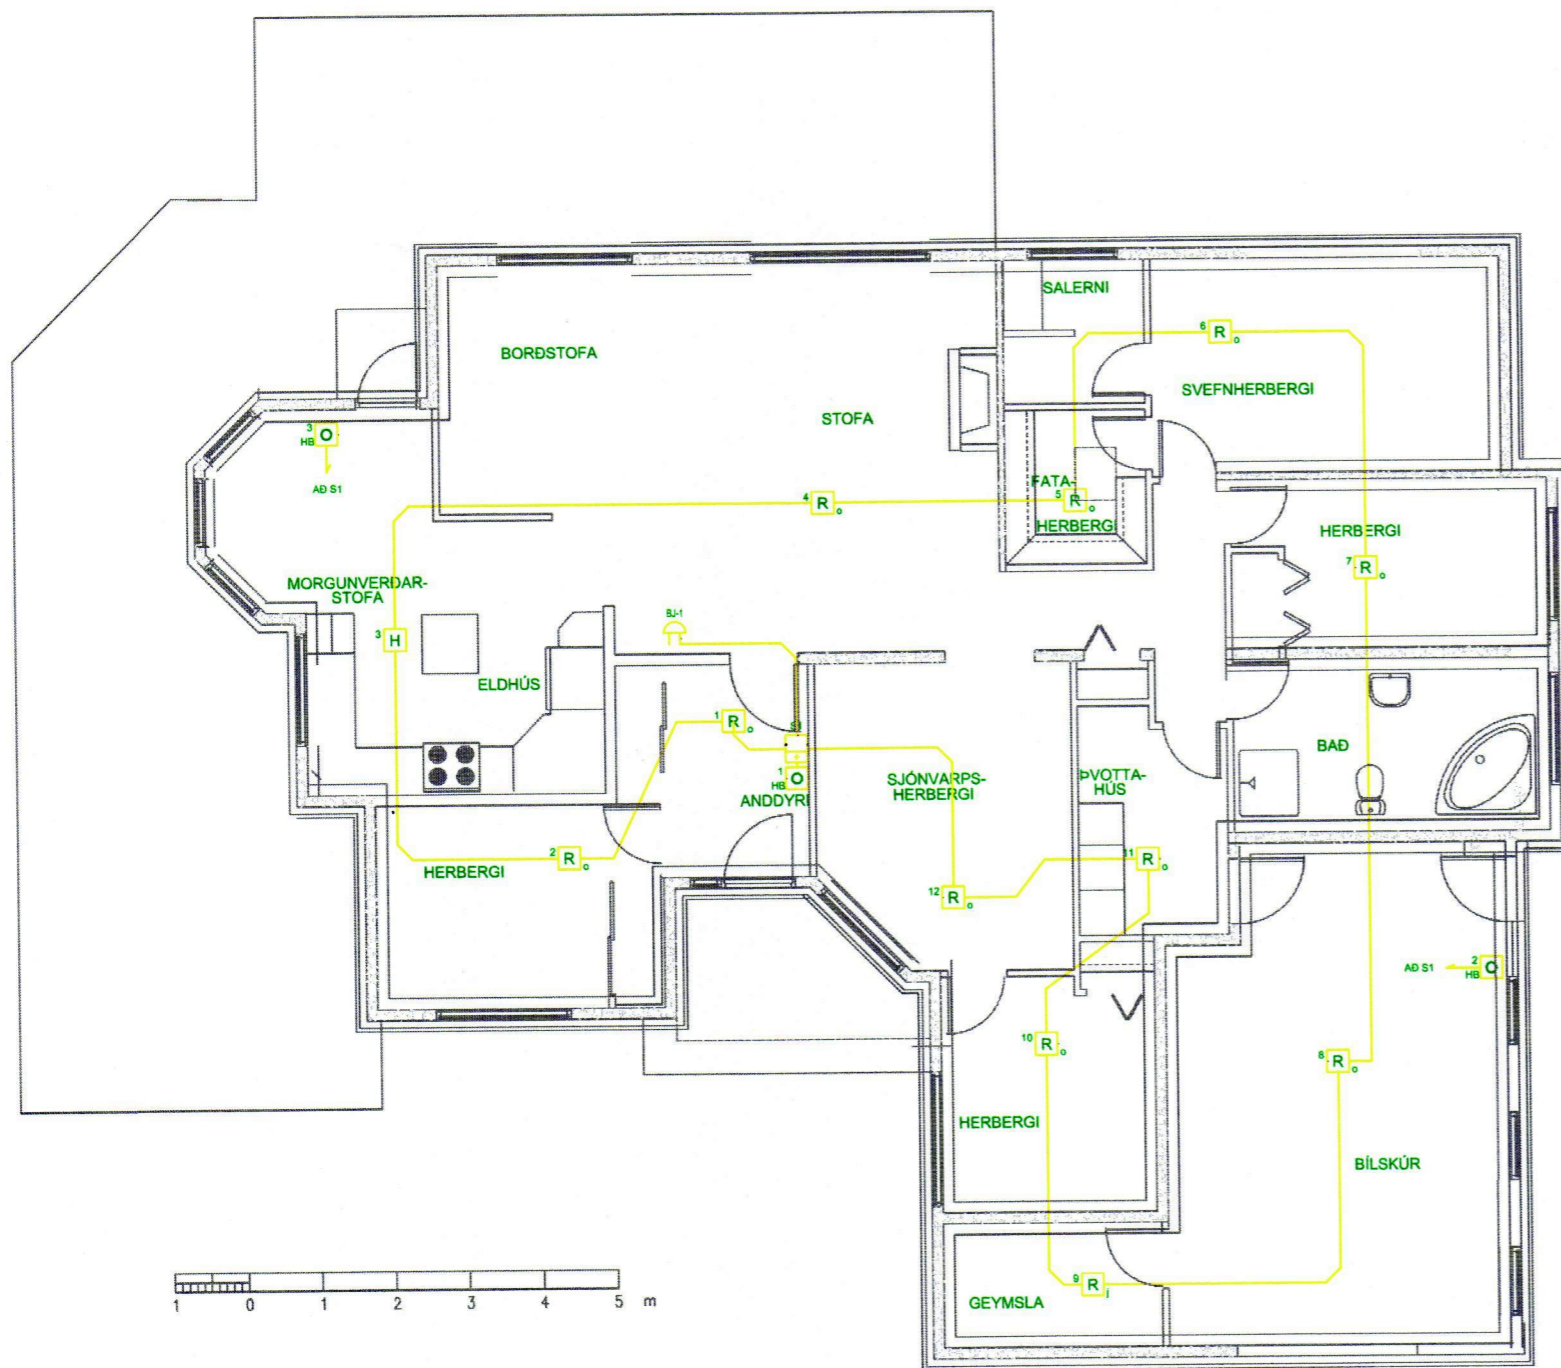 SALERNI
6
R
o
BORÐSTOFA
SVEFNHERBERGI
STOFA
3
O
HB
AÐ S1
FATA-
HERBERGI
5
R
o
4
R
o
HERBERGI
7
R
o
MORGUNVERÐAR-
STOFA
BJ-1
3
H
ELDHÚS
1
R
o
S1
1
O
HB
ANDDYRI
SJÓNVARPS-
HERBERGI
ÞVOTTA-
HÚS
BAÐ
2
R
o
HERBERGI
11
R
o
12
R
o
AÐ S1
2
O
HB
10
R
o
8
R
o
HERBERGI
BÍLSKÚR
9
R
i
GEYMSLA
1 0 1 2 3 4 5 m